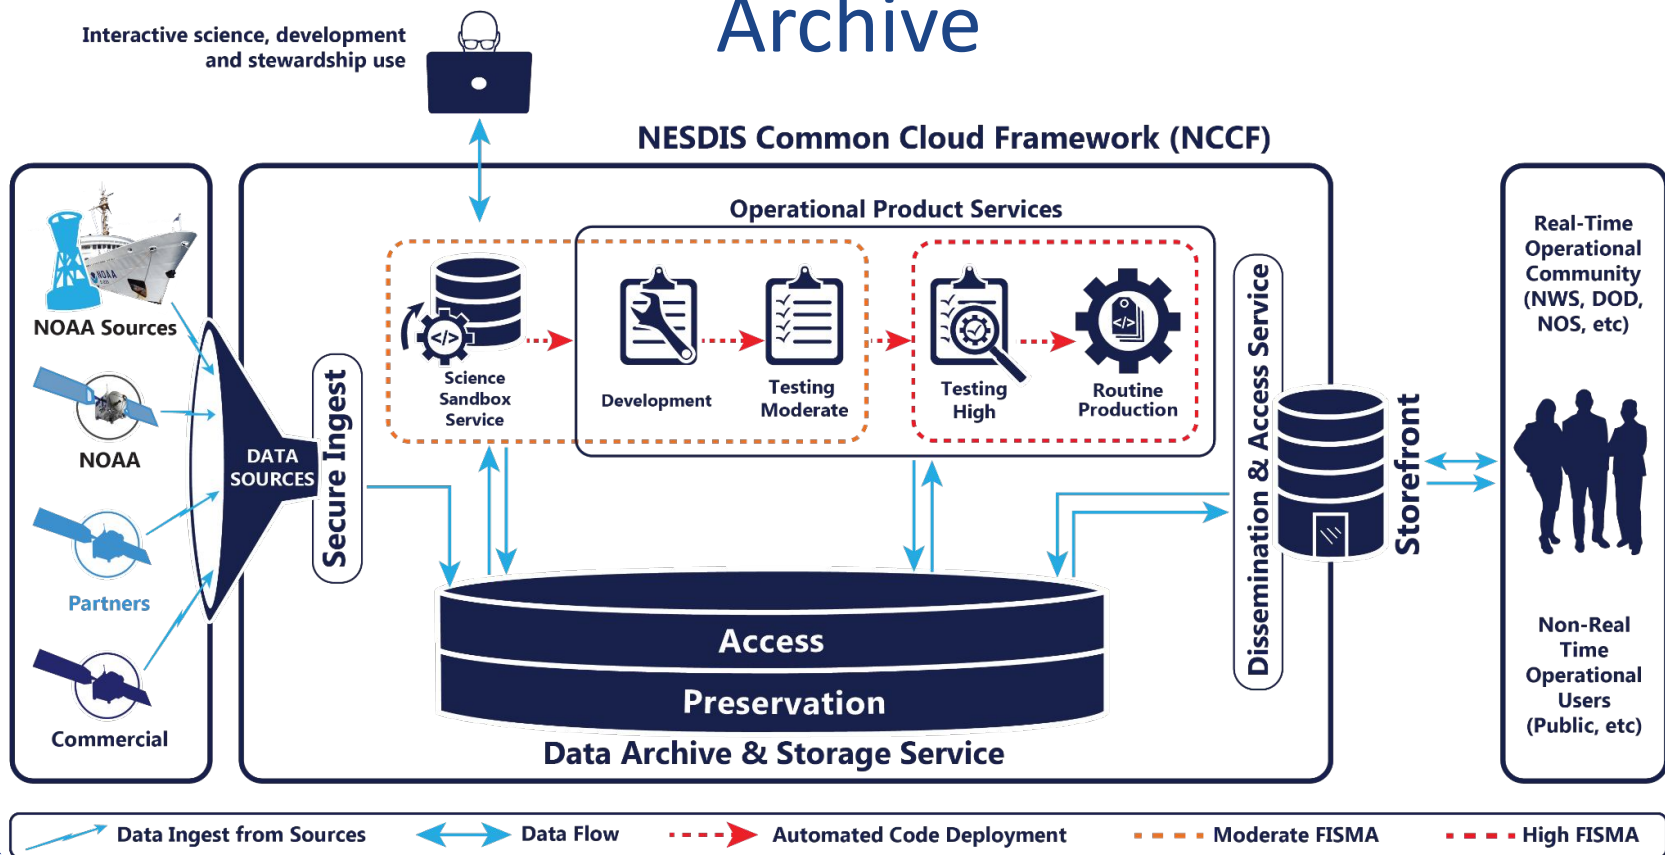 Archive
Interactive science, development
and stewardship use
NESDIS Common Cloud Framework (NCCF)
Operational Product Services
NOAA
NOAA Sources
NOAA
Partners
Commercial
DATA
SOURCES
Secure Ingest
</>
Science
Sandbox
Service
Development
Testing
Moderate
Testing
High
</>
Routine
Production
Access
Preservation
Data Archive & Storage Service
Dissemination & Access Service
Storefront
Real-Time
Operational
Community
(NWS, DOD,
NOS, etc)
Non-Real
Time
Operational
Users
(Public, etc)
Data Ingest from Sources
Data Flow
Automated Code Deployment
Moderate FISMA
High FISMA